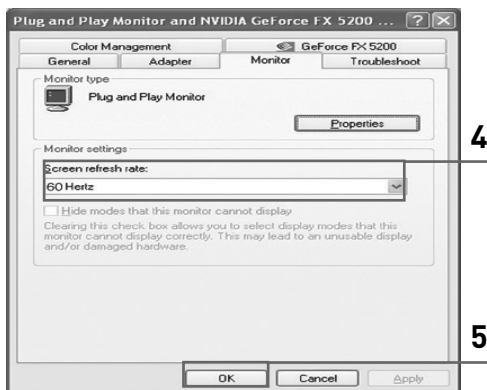 Plug and Play Monitor and NVIDIA GeForce FX 5200 ...
Color Management
GeForce FX 5200
General
Adapter
Monitor
Troubleshoot
Monitor type
Plug and Play Monitor
Properties
Monitor settings
Screen refresh rate:
60 Hertz
Hide modes that this monitor cannot display
Clearing this check box allows you to select display modes that this
monitor cannot display correctly. This may lead to an unusable display
and/or damaged hardware.
OK
Cancel
Apply
4
5